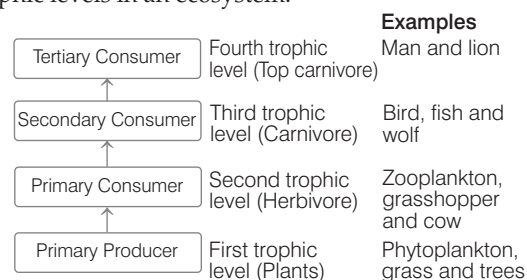 phic levels in an ecosystem.
Examples
Tertiary Consumer
Fourth trophic
level (Top carnivore)
Man and lion
Secondary Consumer
Third trophic
level (Carnivore)
Bird, fish and
wolf
Primary Consumer
Second trophic
level (Herbivore)
Zooplankton,
grasshopper
and cow
Primary Producer
First trophic
level (Plants)
Phytoplankton,
grass and trees